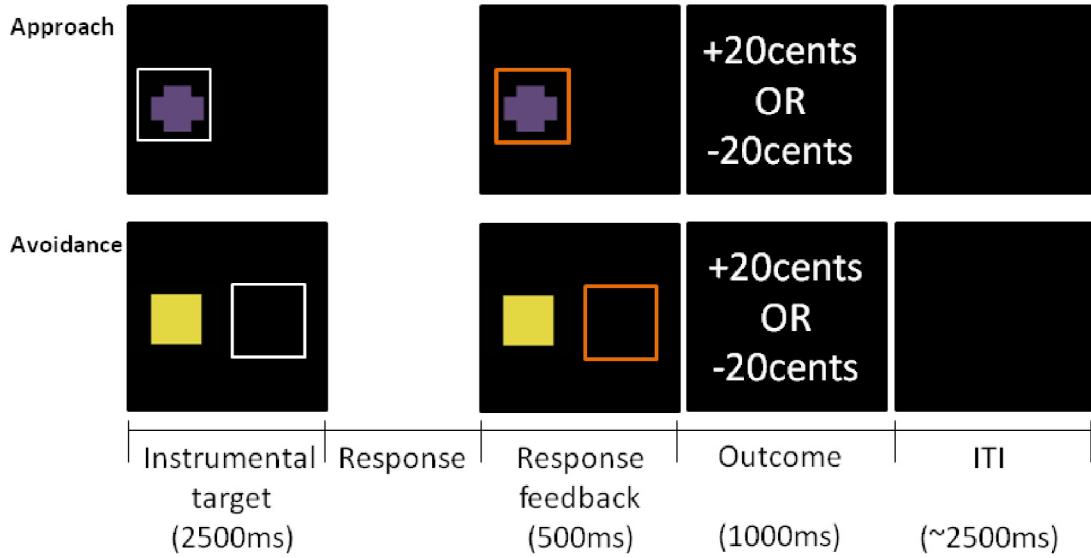 Approach
+20cents
OR
-20cents
Avoidance
+20cents
OR
-20cents
Instrumental target (2500ms)
Response
Response feedback (500ms)
Outcome (1000ms)
ITI (~2500ms)